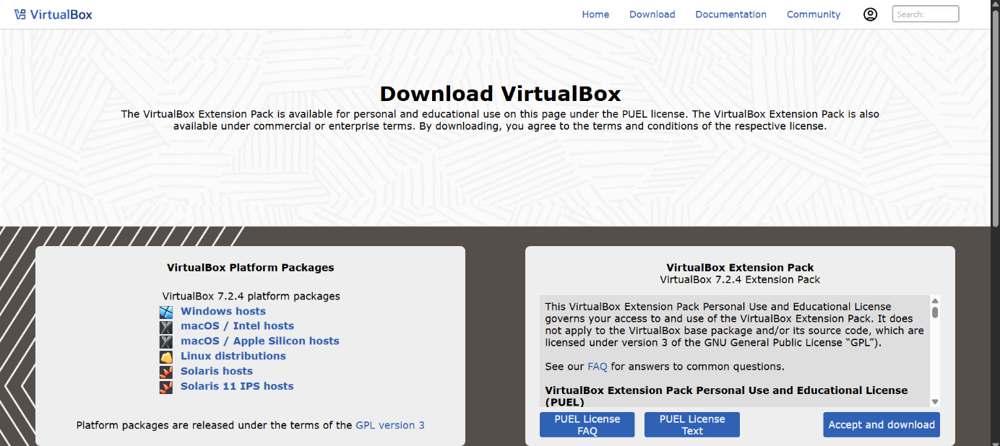 VirtualBox
Home Download Documentation Community Search:
Download VirtualBox
The VirtualBox Extension Pack is available for personal and educational use on this page under the PUEL license. The VirtualBox Extension Pack is also
available under commercial or enterprise terms. By downloading, you agree to the terms and conditions of the respective license.
VirtualBox Platform Packages
VirtualBox 7.2.4 platform packages
Windows hosts
macOS / Intel hosts
macOS / Apple Silicon hosts
Linux distributions
Solaris hosts
Solaris 11 IPS hosts
Platform packages are released under the terms of the GPL version 3
VirtualBox Extension Pack
VirtualBox 7.2.4 Extension Pack
This VirtualBox Extension Pack Personal Use and Educational License
governs your access to and use of the VirtualBox Extension Pack. It does
not apply to the VirtualBox base package and/or its source code, which are
licensed under version 3 of the GNU General Public License “GPL”).
See our FAQ for answers to common questions.
VirtualBox Extension Pack Personal Use and Educational License
(PUEL)
PUEL License
FAQ
PUEL License
Text
Accept and download